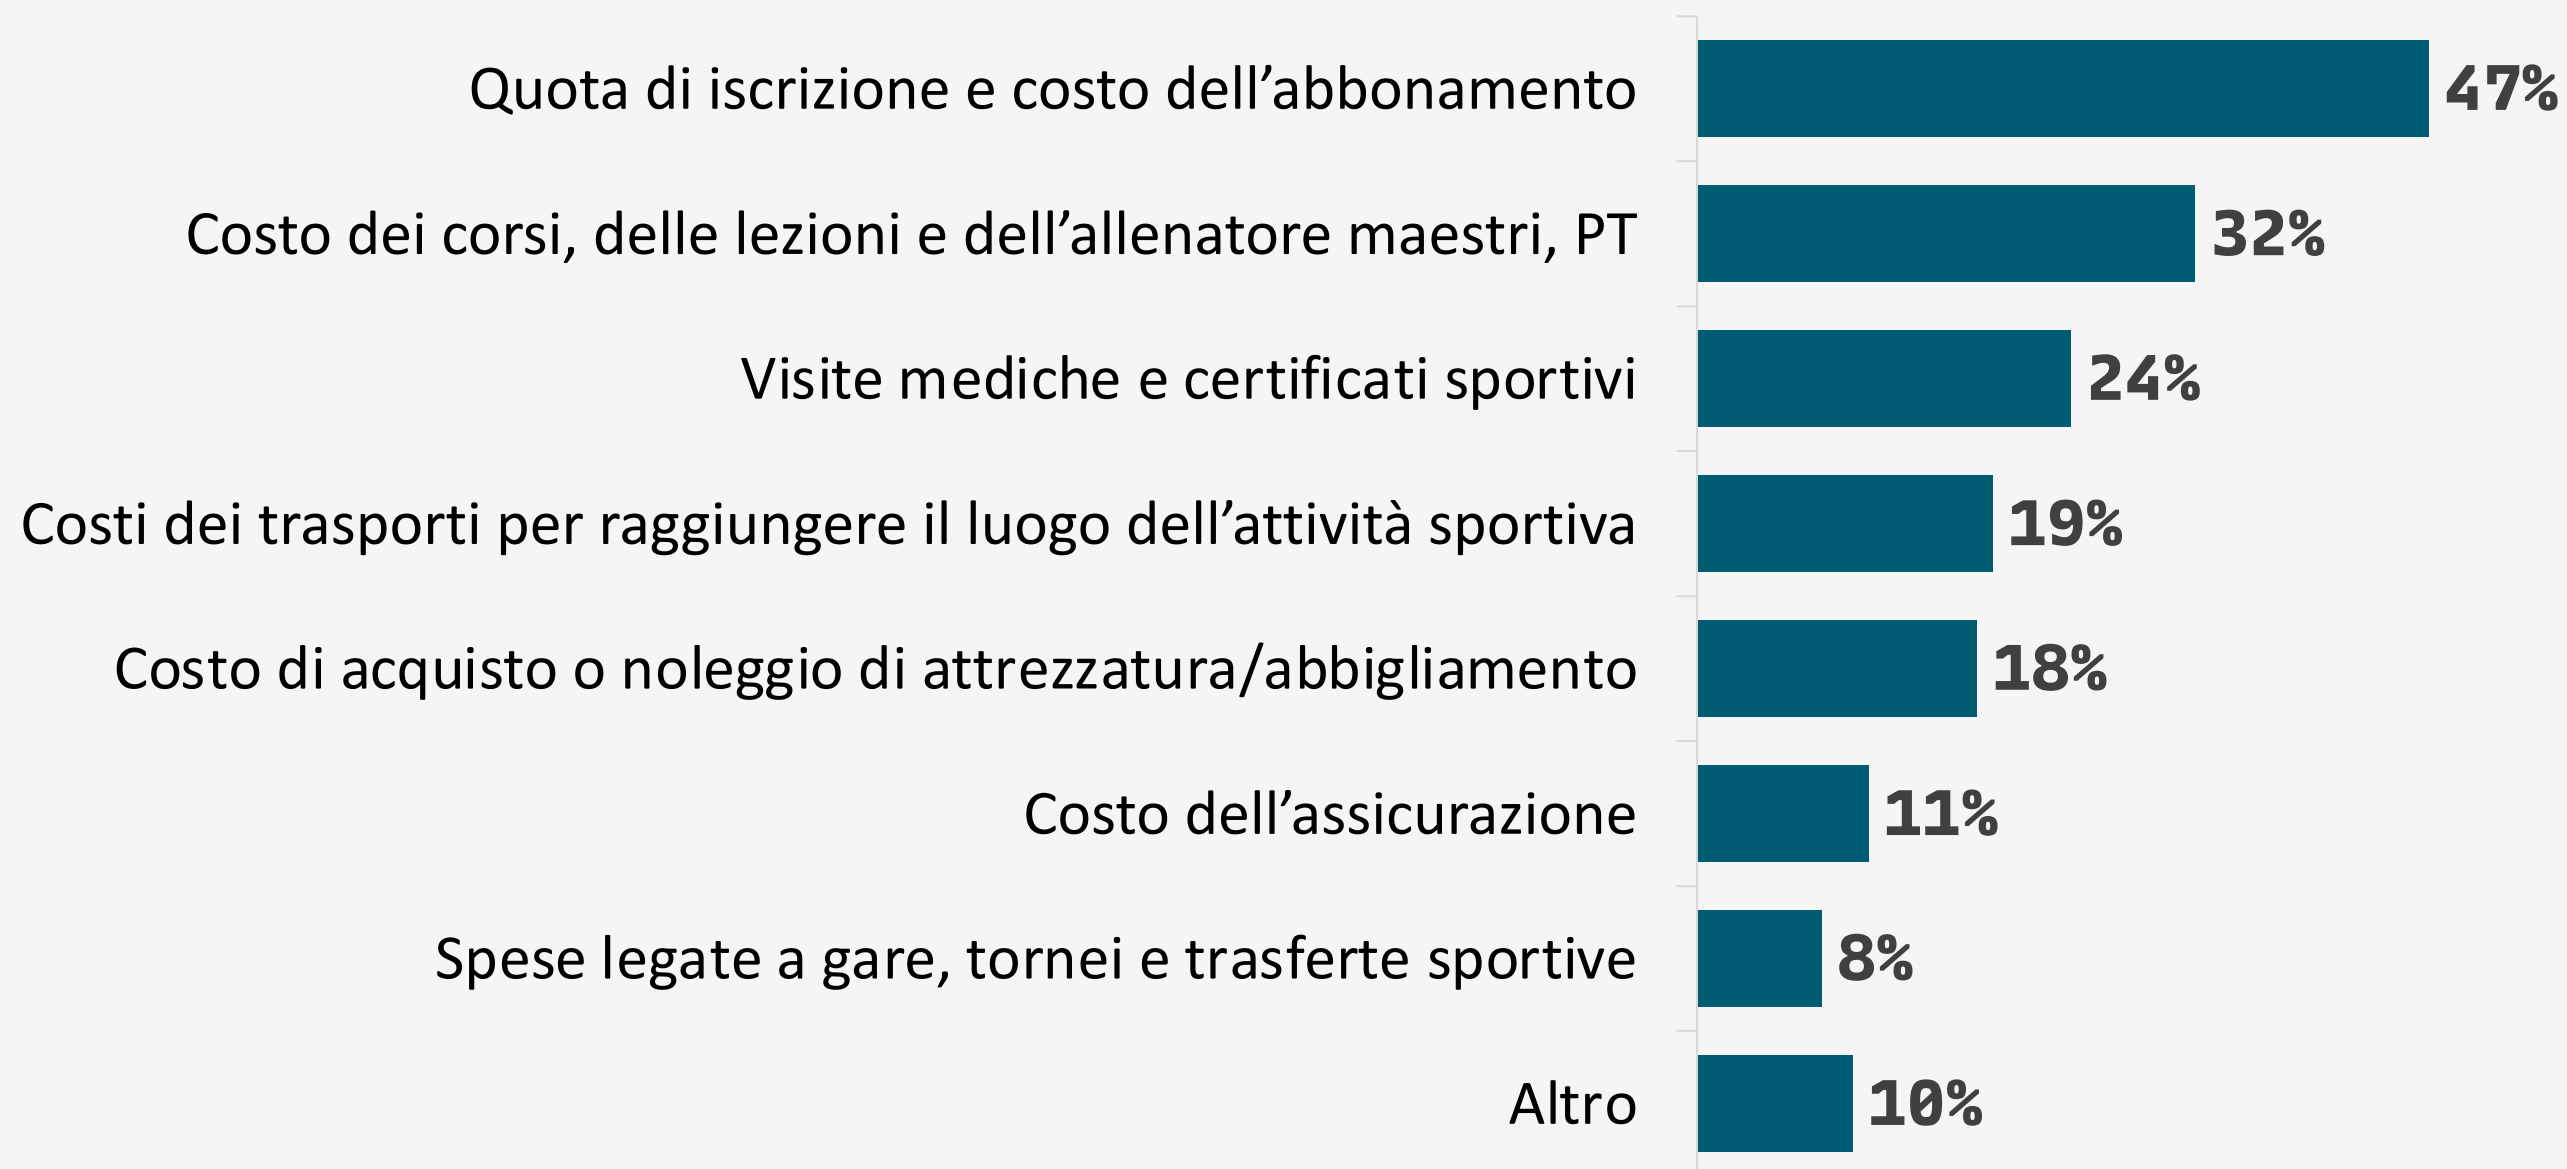 Quota di iscrizione e costo dell’abbonamento 47%
Costo dei corsi, delle lezioni e dell’allenatore maestri, PT 32%
Visite mediche e certificati sportivi 24%
Costi dei trasporti per raggiungere il luogo dell’attività sportiva 19%
Costo di acquisto o noleggio di attrezzatura/abbigliamento 18%
Costo dell’assicurazione 11%
Spese legate a gare, tornei e trasferte sportive 8%
Altro 10%